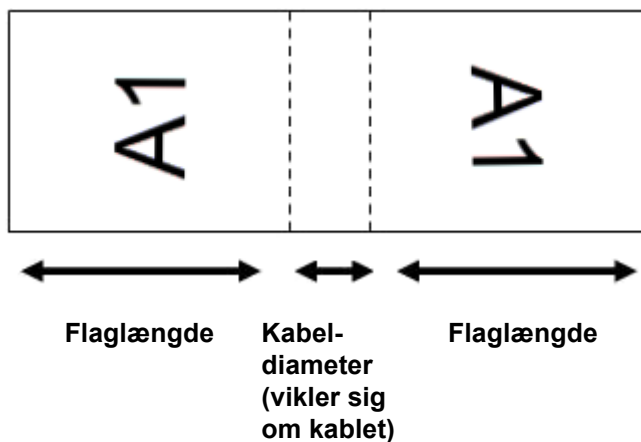 A1
A1
Flaglængde
Kabel-
diameter
(vikler sig
om kablet)
Flaglængde